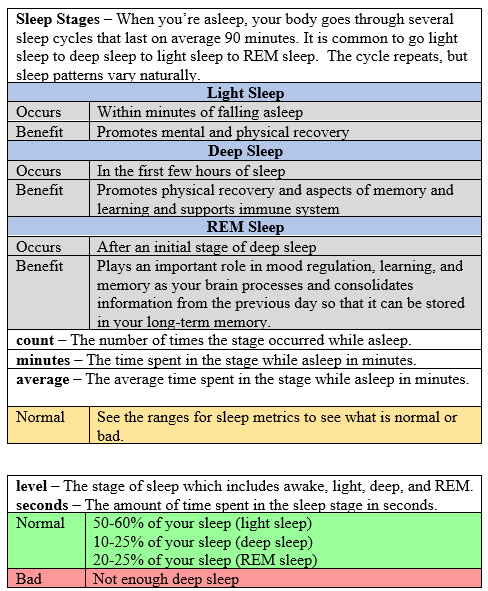 Sleep Stages – When you're asleep, your body goes through several
sleep cycles that last on average 90 minutes. It is common to go light
sleep to deep sleep to light sleep to REM sleep.  The cycle repeats, but
sleep patterns vary naturally.
Light Sleep
Occurs Within minutes of falling asleep
Benefit Promotes mental and physical recovery
Deep Sleep
Occurs In the first few hours of sleep
Benefit Promotes physical recovery and aspects of memory and
learning and supports immune system
REM Sleep
Occurs After an initial stage of deep sleep
Benefit Plays an important role in mood regulation, learning, and
memory as your brain processes and consolidates
information from the previous day so that it can be stored
in your long-term memory.
count – The number of times the stage occurred while asleep.
minutes – The time spent in the stage while asleep in minutes.
average – The average time spent in the stage while asleep in minutes.
Normal See the ranges for sleep metrics to see what is normal or
bad.
level – The stage of sleep which includes awake, light, deep, and REM.
seconds – The amount of time spent in the sleep stage in seconds.
Normal 50-60% of your sleep (light sleep)
10-25% of your sleep (deep sleep)
20-25% of your sleep (REM sleep)
Bad Not enough deep sleep